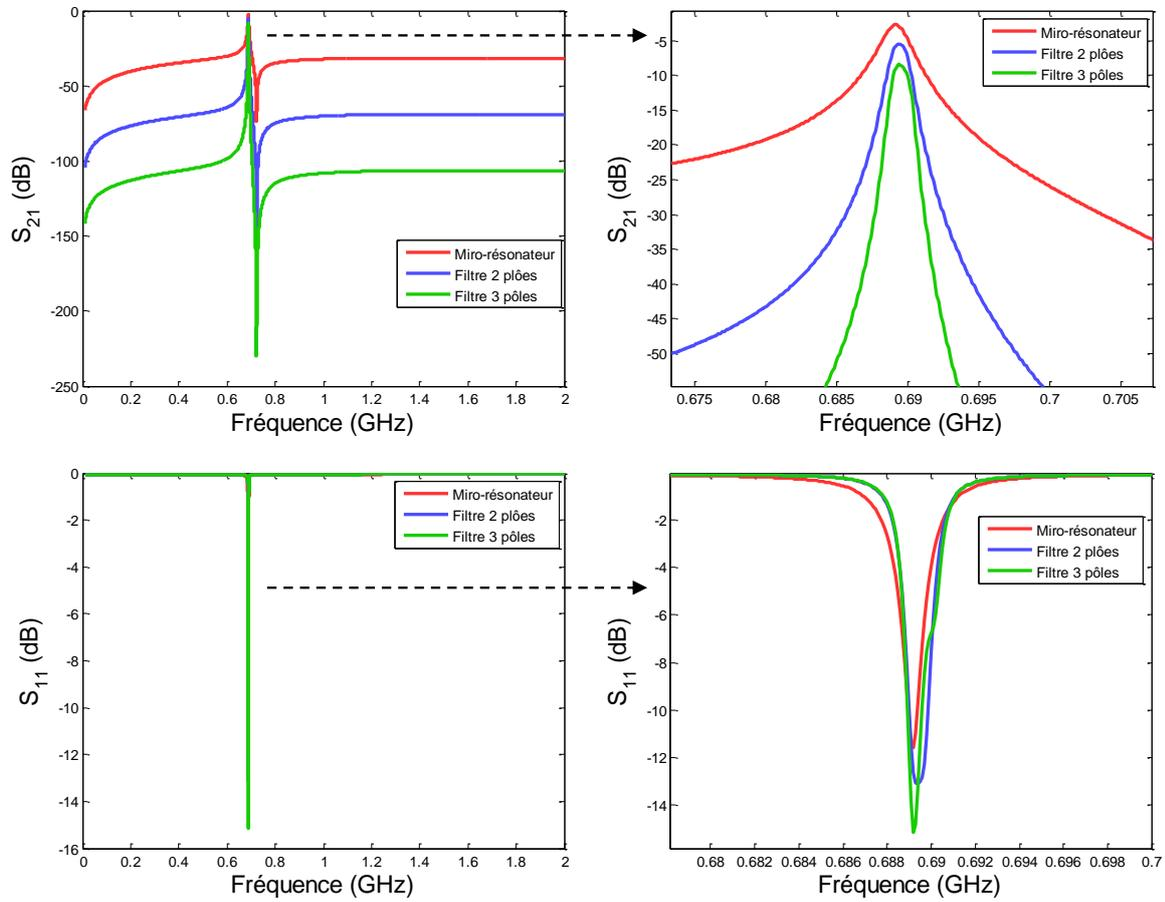 0
-50
-100
-150
-200
-250
S21 (dB)
Miro-résonateur
Filtre 2 plôes
Filtre 3 pôles
0 0.2 0.4 0.6 0.8 1 1.2 1.4 1.6 1.8 2
Fréquence (GHz)
-5
-10
-15
-20
-25
-30
-35
-40
-45
-50
S21 (dB)
Miro-résonateur
Filtre 2 plôes
Filtre 3 pôles
0.675 0.68 0.685 0.69 0.695 0.7 0.705
Fréquence (GHz)
0
-2
-4
-6
-8
-10
-12
-14
-16
S11 (dB)
Miro-résonateur
Filtre 2 plôes
Filtre 3 pôles
0 0.2 0.4 0.6 0.8 1 1.2 1.4 1.6 1.8 2
Fréquence (GHz)
-2
-4
-6
-8
-10
-12
-14
S11 (dB)
Miro-résonateur
Filtre 2 plôes
Filtre 3 pôles
0.68 0.682 0.684 0.686 0.688 0.69 0.692 0.694 0.696 0.698 0.7
Fréquence (GHz)